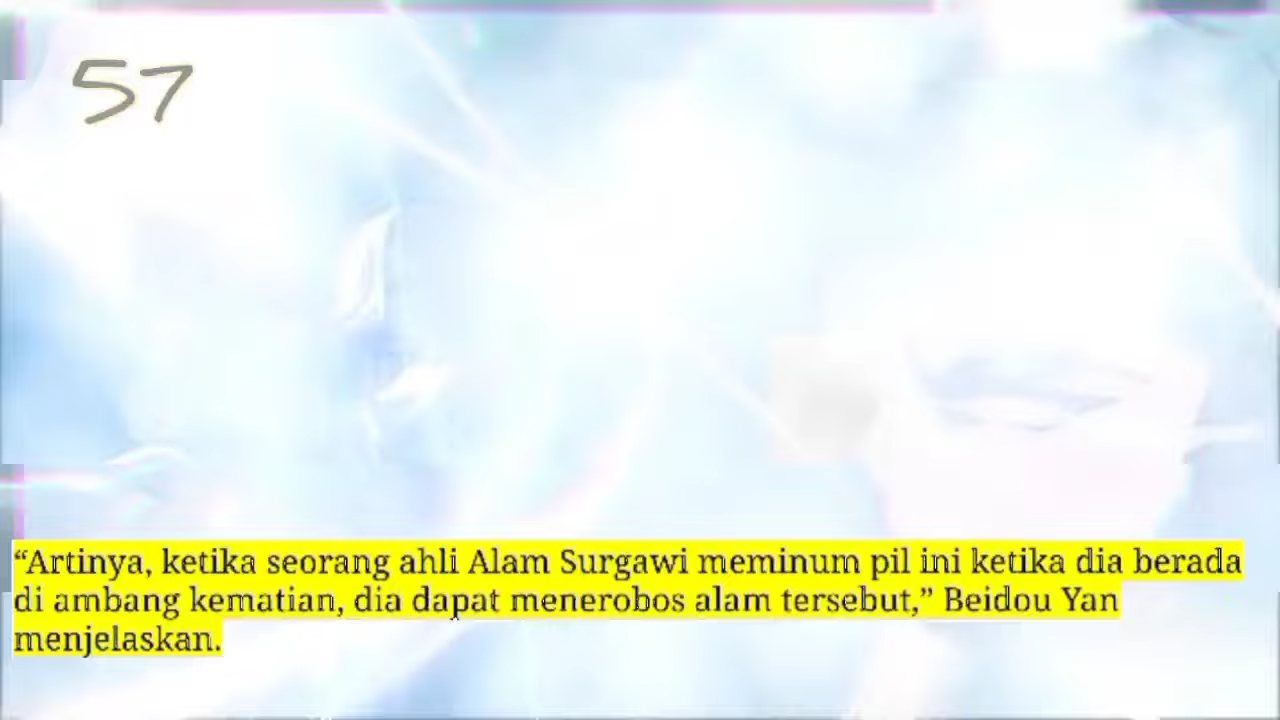 57
“Artinya, ketika seorang ahli Alam Surgawi meminum pil ini ketika dia berada
di ambang kematian, dia dapat menerobos alam tersebut,” Beidou Yan
menjelaskan.